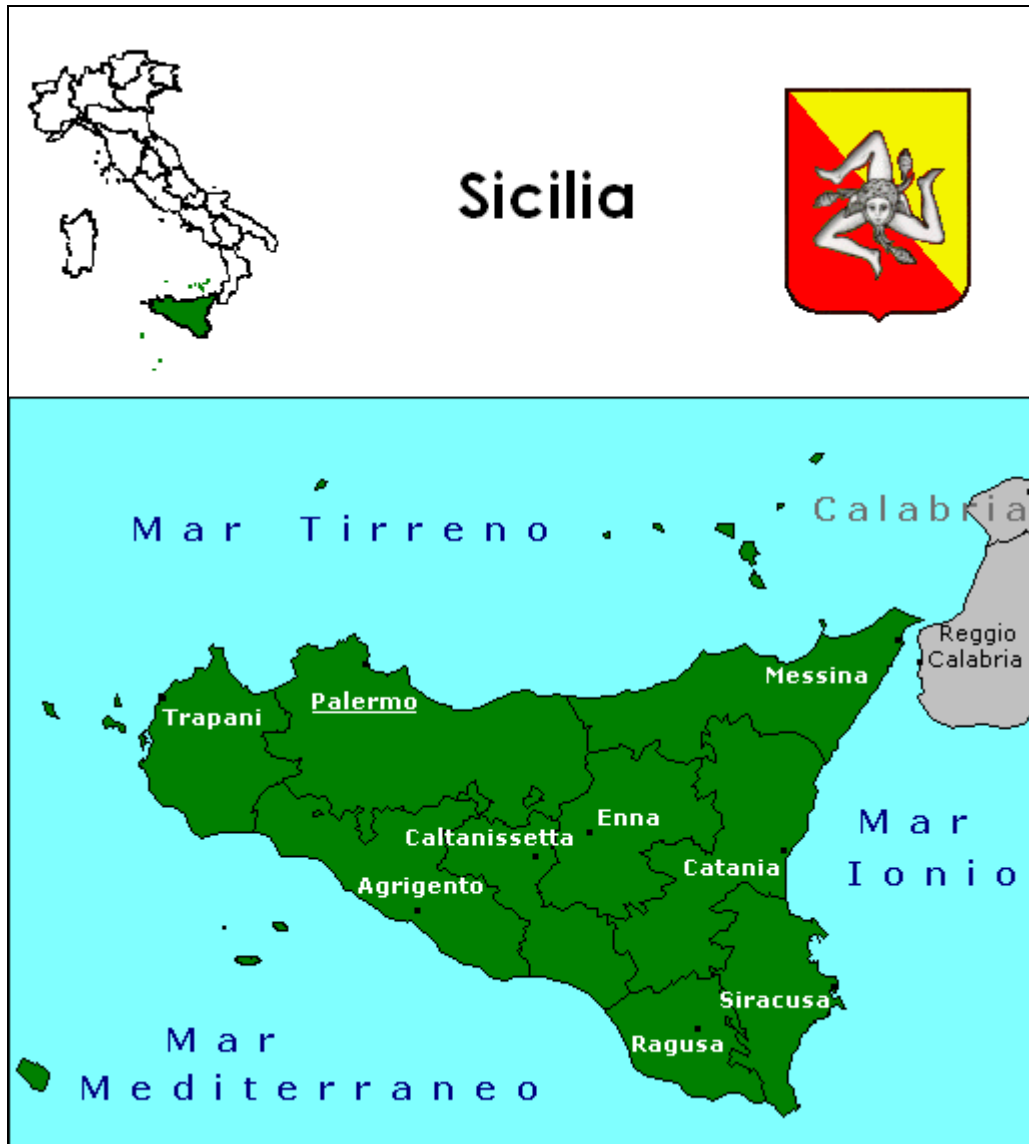 Sicilia
Mar Tirreno
Calabria
Reggio
Calabria
Messina
Palermo
Trapani
Enna
Mar
Ionio
Caltanissetta
Catania
Agrigento
Siracusa
Ragusa
Mar
Mediterraneo